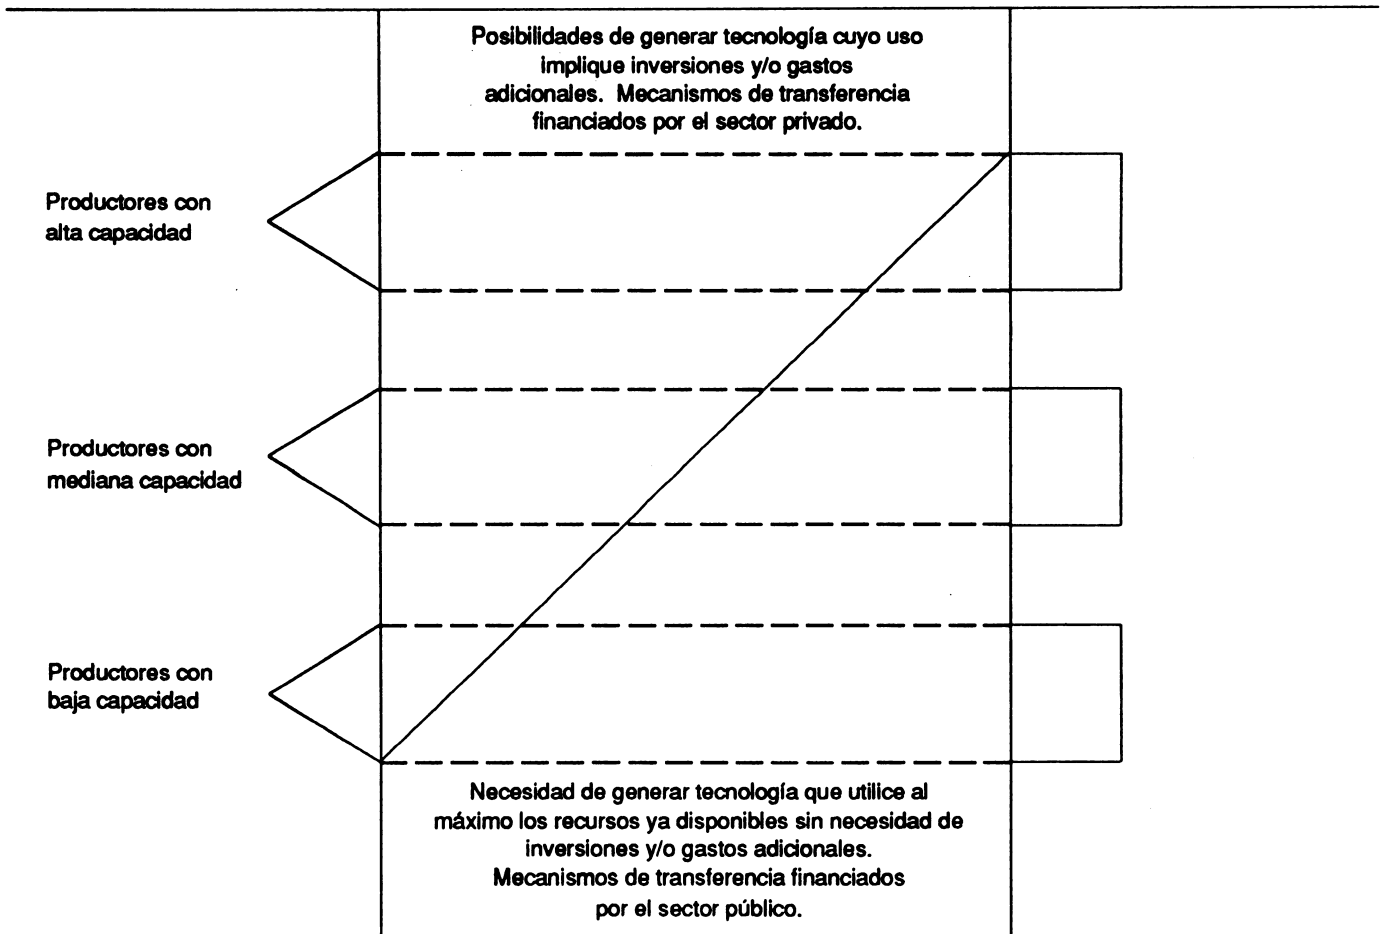 Posibilidades de generar tecnología cuyo uso
implique inversiones y/o gastos
adicionales. Mecanismos de transferencia
financiados por el sector privado.
Productores con
alta capacidad
Productores con
mediana capacidad
Productores con
baja capacidad
Necesidad de generar tecnología que utilice al
máximo los recursos ya disponibles sin necesidad de
inversiones y/o gastos adicionales.
Mecanismos de transferencia financiados
por el sector público.